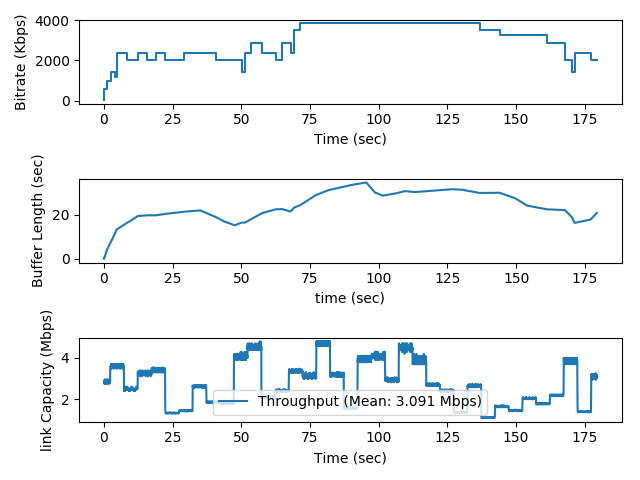 Bitrate (Kbps)
4000
2000
0
0 25 50 75 100 125 150 175
Time (sec)
Buffer Length (sec)
20
0
0 25 50 75 100 125 150 175
time (sec)
link Capacity (Mbps)
4
2
Throughput (Mean: 3.091 Mbps)
0 25 50 75 100 125 150 175
Time (sec)